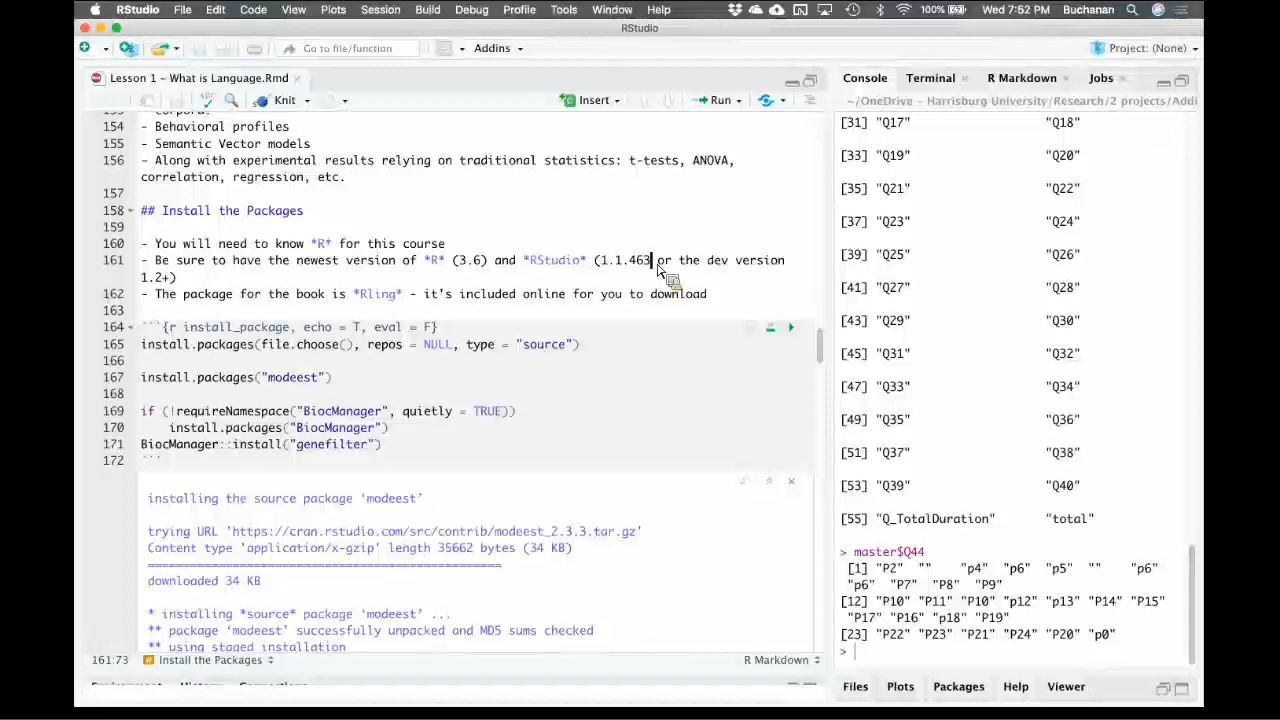 RStudio File Edit Code View Plots Session Build Debug Profile Tools Window Help 100% Wed 7:52 PM Buchanan
RStudio
Go to file/function Addins Project: (None)
Lesson 1 - What is Language.Rmd
Knit Insert Run
154 - Behavioral profiles
155 - Semantic Vector models
156 - Along with experimental results relying on traditional statistics: t-tests, ANOVA,
correlation, regression, etc.
157
158 ## Install the Packages
159
160 - You will need to know *R* for this course
161 - Be sure to have the newest version of *R* (3.6) and *RStudio* (1.1.463 or the dev version
1.2+)
162 - The package for the book is *Rling* - it's included online for you to download
163
164 ```{r install_package, echo = T, eval = F}
165 install.packages(file.choose(), repos = NULL, type = "source")
166
167 install.packages("modeest")
168
169 if (!requireNamespace("BiocManager", quietly = TRUE))
170 install.packages("BiocManager")
171 BiocManager::install("genefilter")
172 ```
installing the source package ‘modeest’
trying URL 'https://cran.rstudio.com/src/contrib/modeest_2.3.3.tar.gz'
Content type 'application/x-gzip' length 35662 bytes (34 KB)
==================================================
downloaded 34 KB
* installing *source* package ‘modeest’ ...
** package ‘modeest’ successfully unpacked and MD5 sums checked
** using staged installation
161:73 Install the Packages R Markdown
Console Terminal R Markdown Jobs
~/OneDrive - Harrisburg University/Research/2 projects/Addi
[31] "Q17" "Q18"
[33] "Q19" "Q20"
[35] "Q21" "Q22"
[37] "Q23" "Q24"
[39] "Q25" "Q26"
[41] "Q27" "Q28"
[43] "Q29" "Q30"
[45] "Q31" "Q32"
[47] "Q33" "Q34"
[49] "Q35" "Q36"
[51] "Q37" "Q38"
[53] "Q39" "Q40"
[55] "Q_TotalDuration" "total"
> master$Q44
[1] "P2" "" "p4" "p6" "p5" "" "p6"
"p6" "P7" "P8" "P9"
[12] "P10" "P11" "P10" "p12" "p13" "P14" "P15"
"P17" "P16" "p18" "P19"
[23] "P22" "P23" "P21" "P24" "P20" "p0"
>
Files Plots Packages Help Viewer